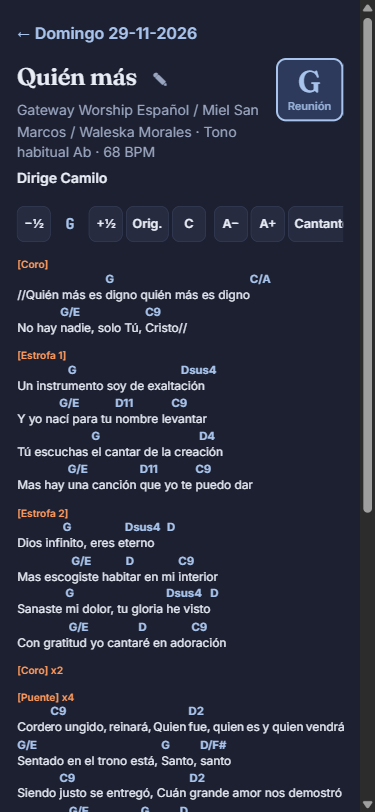 ← Domingo 29-11-2026
Quién más
G
Reunión
Gateway Worship Español / Miel San
Marcos / Waleska Morales · Tono
habitual Ab · 68 BPM
Dirige Camilo
−½ G +½ Orig. C A− A+ Cantant
[Coro]
G C/A
//Quién más es digno quién más es digno
G/E C9
No hay nadie, solo Tú, Cristo//
[Estrofa 1]
G Dsus4
Un instrumento soy de exaltación
G/E D11 C9
Y yo nací para tu nombre levantar
G D4
Tú escuchas el cantar de la creación
G/E D11 C9
Mas hay una canción que yo te puedo dar
[Estrofa 2]
G Dsus4 D
Dios infinito, eres eterno
G/E D C9
Mas escogiste habitar en mi interior
G Dsus4 D
Sanaste mi dolor, tu gloria he visto
G/E D C9
Con gratitud yo cantaré en adoración
[Coro] x2
[Puente] x4
C9 D2
Cordero ungido, reinará, Quien fue, quien es y quien vendrá
G/E G D/F#
Sentado en el trono está, Santo, santo
C9 D2
Siendo justo se entregó, Cuán grande amor nos demostró
G/E G D